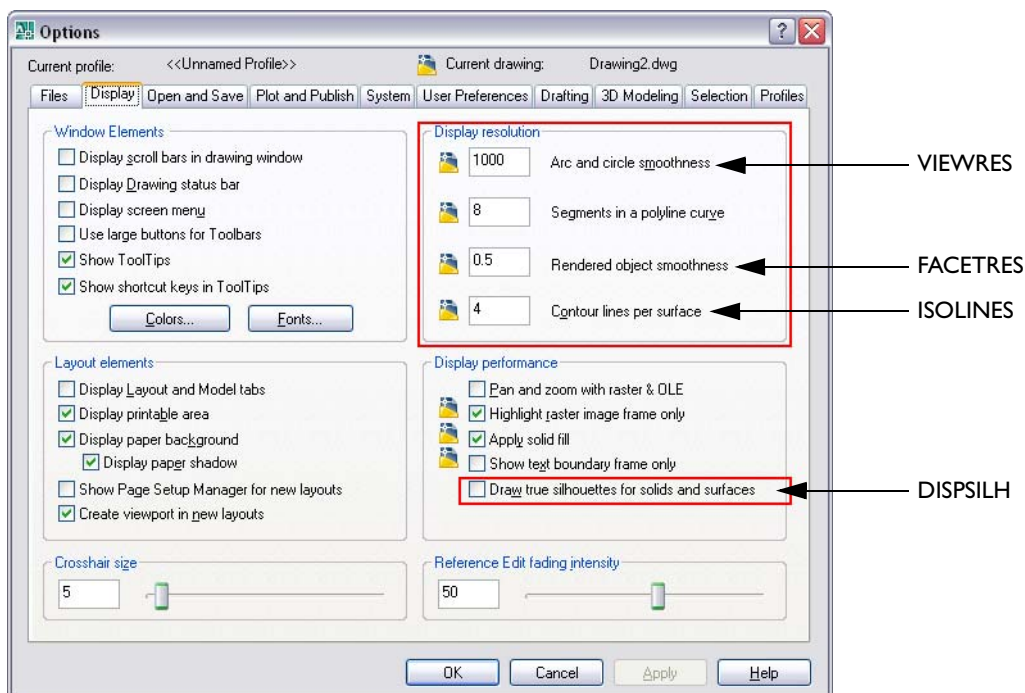 Options
Current profile: <<Unnamed Profile>> Current drawing: Drawing2.dwg
Files Display Open and Save Plot and Publish System User Preferences Drafting 3D Modeling Selection Profiles
Window Elements
Display scroll bars in drawing window
Display Drawing status bar
Display screen menu
Use large buttons for Toolbars
Show ToolTips
Show shortcut keys in ToolTips
Colors... Fonts...
Display resolution
1000 Arc and circle smoothness
VIEWRES
8 Segments in a polyline curve
0.5 Rendered object smoothness
FACETRES
4 Contour lines per surface
ISOLINES
Layout elements
Display Layout and Model tabs
Display printable area
Display paper background
Display paper shadow
Show Page Setup Manager for new layouts
Create viewport in new layouts
Display performance
Pan and zoom with raster & OLE
Highlight raster image frame only
Apply solid fill
Show text boundary frame only
Draw true silhouettes for solids and surfaces
DISPSILH
Crosshair size
5
Reference Edit fading intensity
50
OK Cancel Apply Help